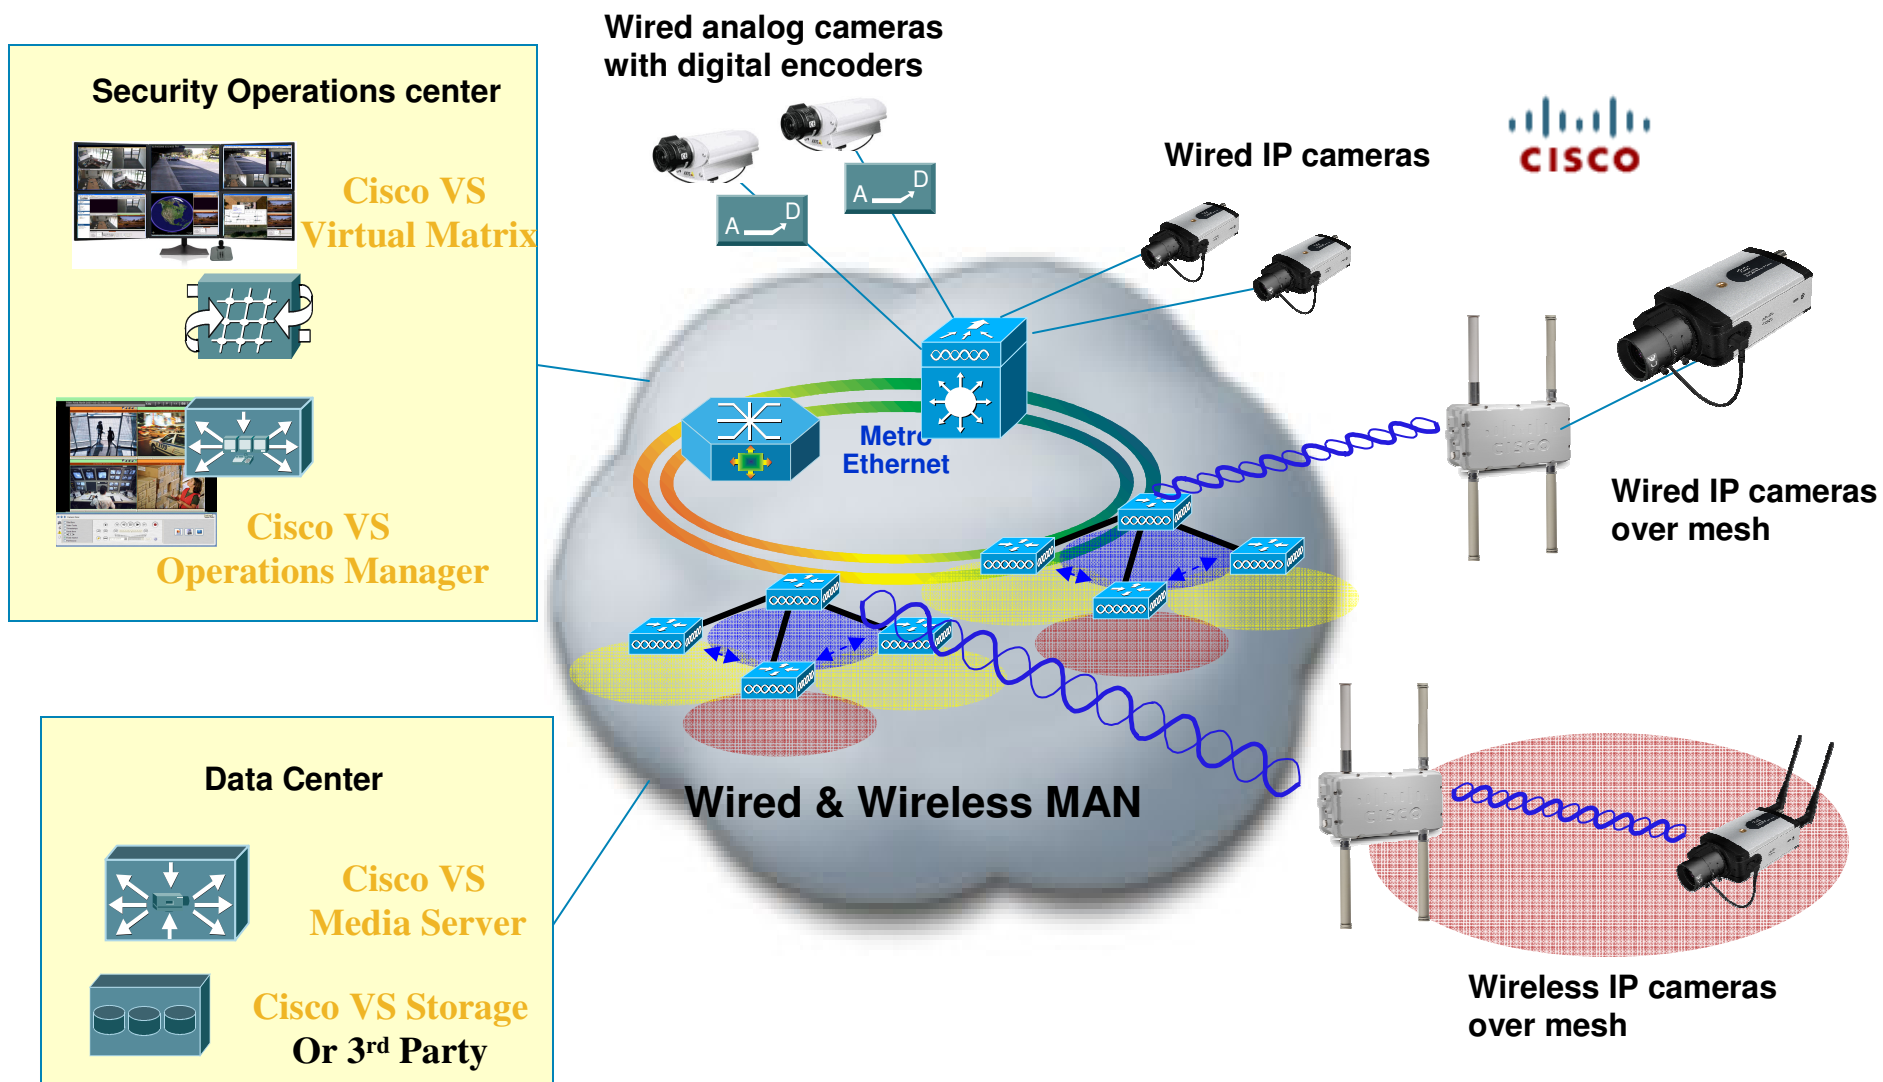 Wired analog cameras
with digital encoders
Security Operations center
Cisco VS
Virtual Matrix
Cisco VS
Operations Manager
A D
A D
Wired IP cameras
CISCO
Metro
Ethernet
CISCO
Wired IP cameras
over mesh
Wired & Wireless MAN
CISCO
Wireless IP cameras
over mesh
Data Center
Cisco VS
Media Server
Cisco VS Storage
Or 3rd Party